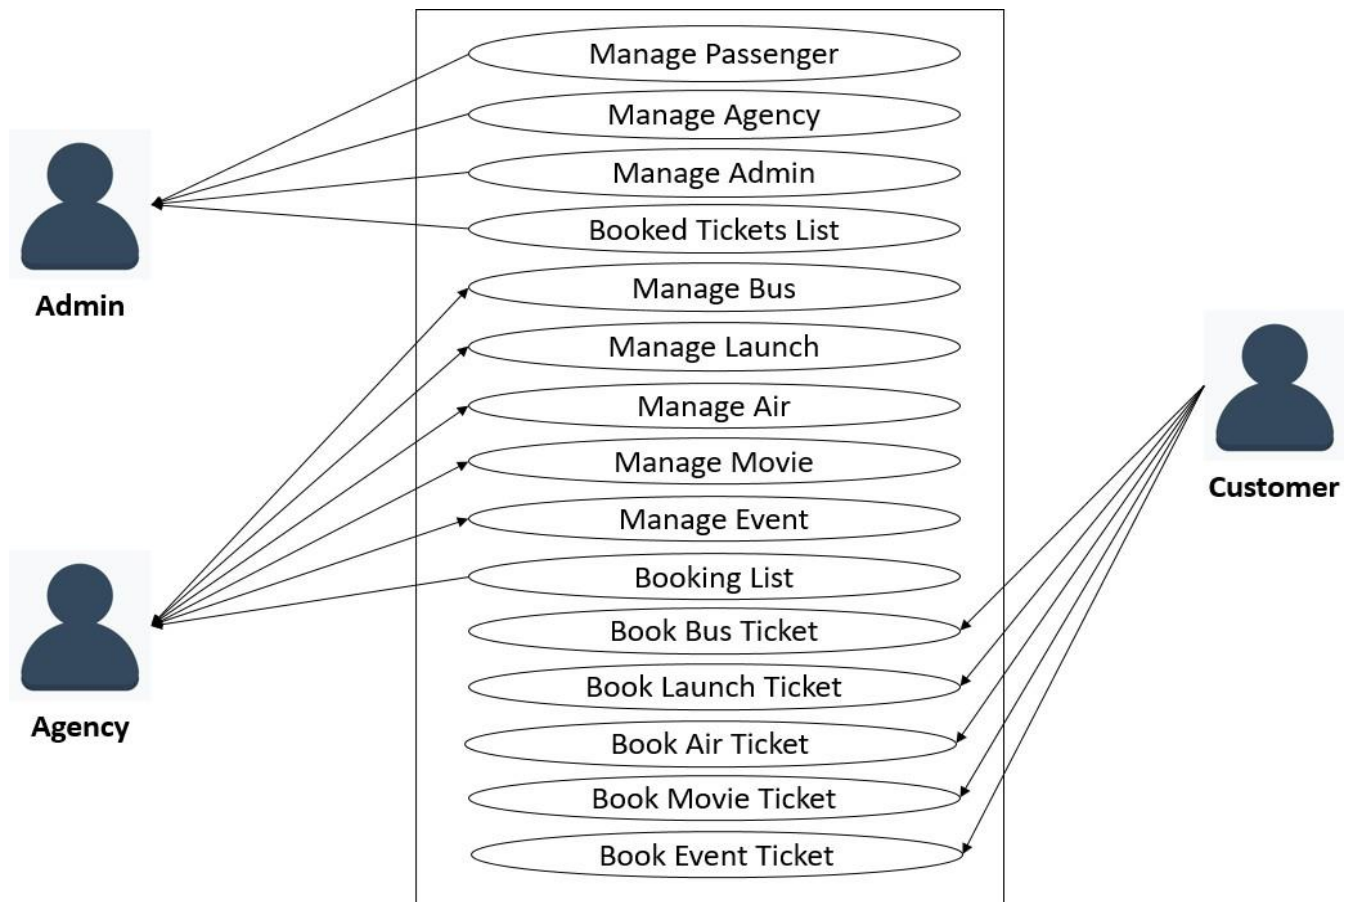 Manage Passenger
Manage Agency
Manage Admin
Booked Tickets List
Admin
Manage Bus
Manage Launch
Manage Air
Manage Movie
Customer
Manage Event
Booking List
Book Bus Ticket
Book Launch Ticket
Agency
Book Air Ticket
Book Movie Ticket
Book Event Ticket